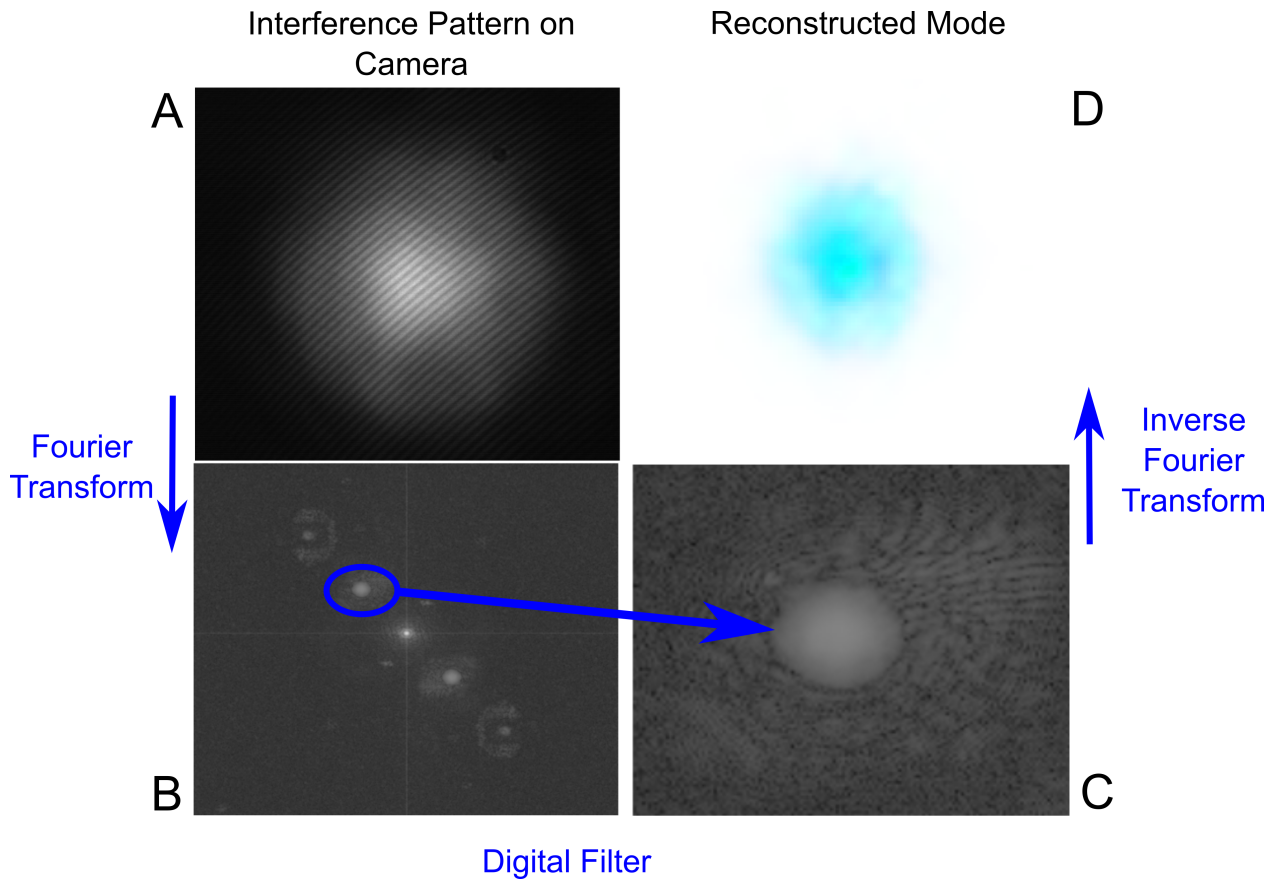 Interference Pattern on
Camera
Reconstructed Mode
A
D
Fourier
Transform
Inverse
Fourier
Transform
B
C
Digital Filter